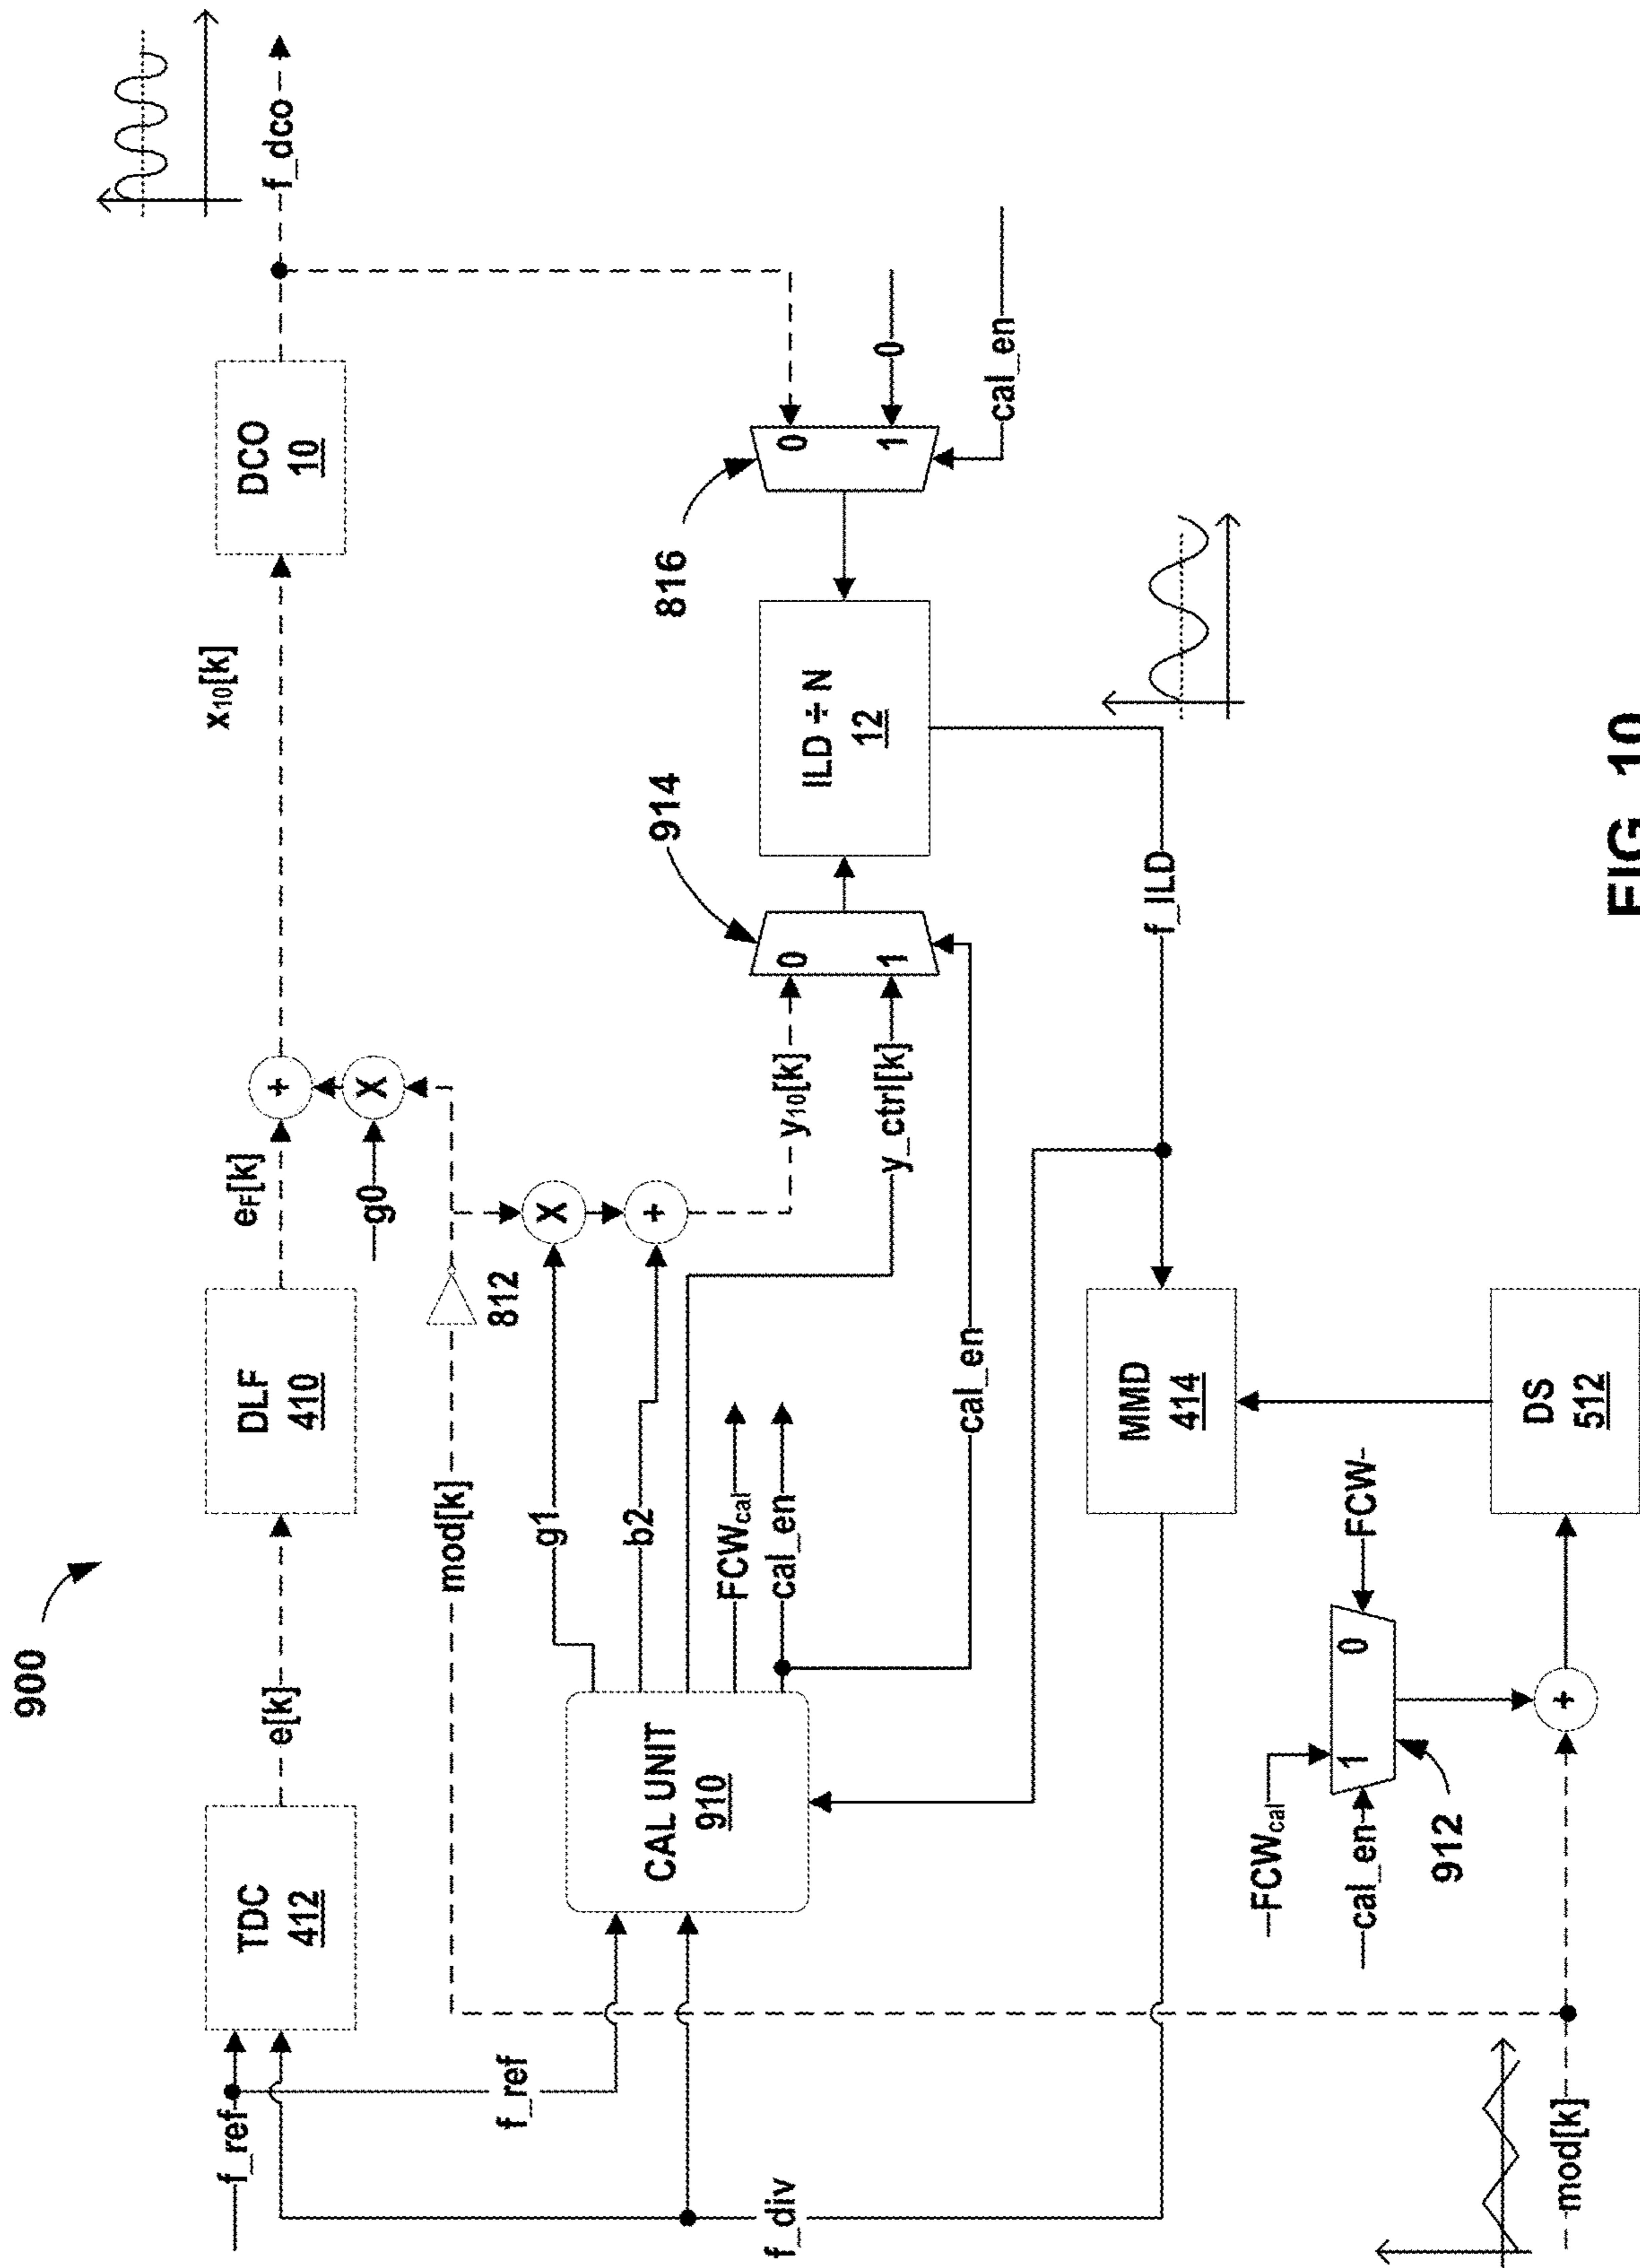 900
f_ref
TDC
412
e[k]
DLF
410
eF[k]
+
X
g0
x10[k]
DCO
10
f_dco
f_ref
mod[k]
812
g1
X
b2
+
y10[k]
y_ctrl[k]
CAL UNIT
910
FCWcal
cal_en
cal_en
914
0
1
ILD ÷ N
12
816
0
1
0
cal_en
f_ILD
f_div
MMD
414
FCWcal
cal_en
1
0
FCW
912
+
DS
512
mod[k]
FIG. 10